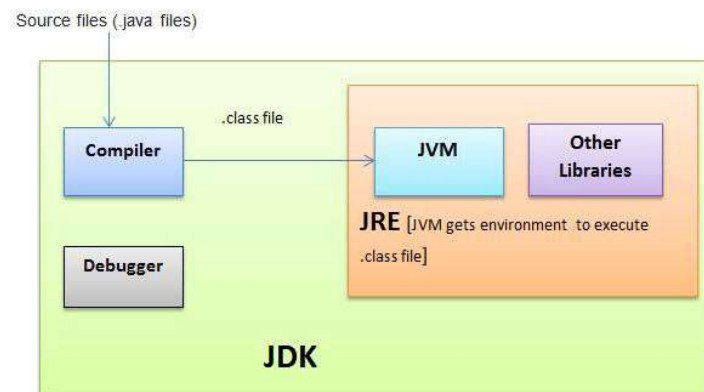 Source files (.java files)
.class file
Compiler
JVM
Other
Libraries
JRE [JVM gets environment to execute
.class file]
Debugger
JDK